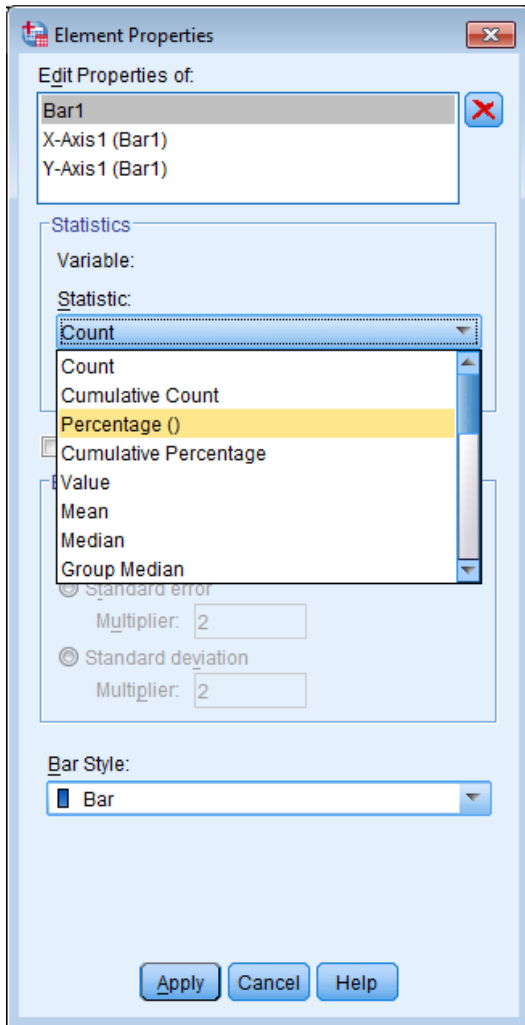 Element Properties
Edit Properties of:
Bar1
X-Axis1 (Bar1)
Y-Axis1 (Bar1)
Statistics
Variable:
Statistic:
Count
Count
Cumulative Count
Percentage ()
Cumulative Percentage
Value
Mean
Median
Group Median
Standard error
Multiplier: 2
Standard deviation
Multiplier: 2
Bar Style:
Bar
Apply Cancel Help